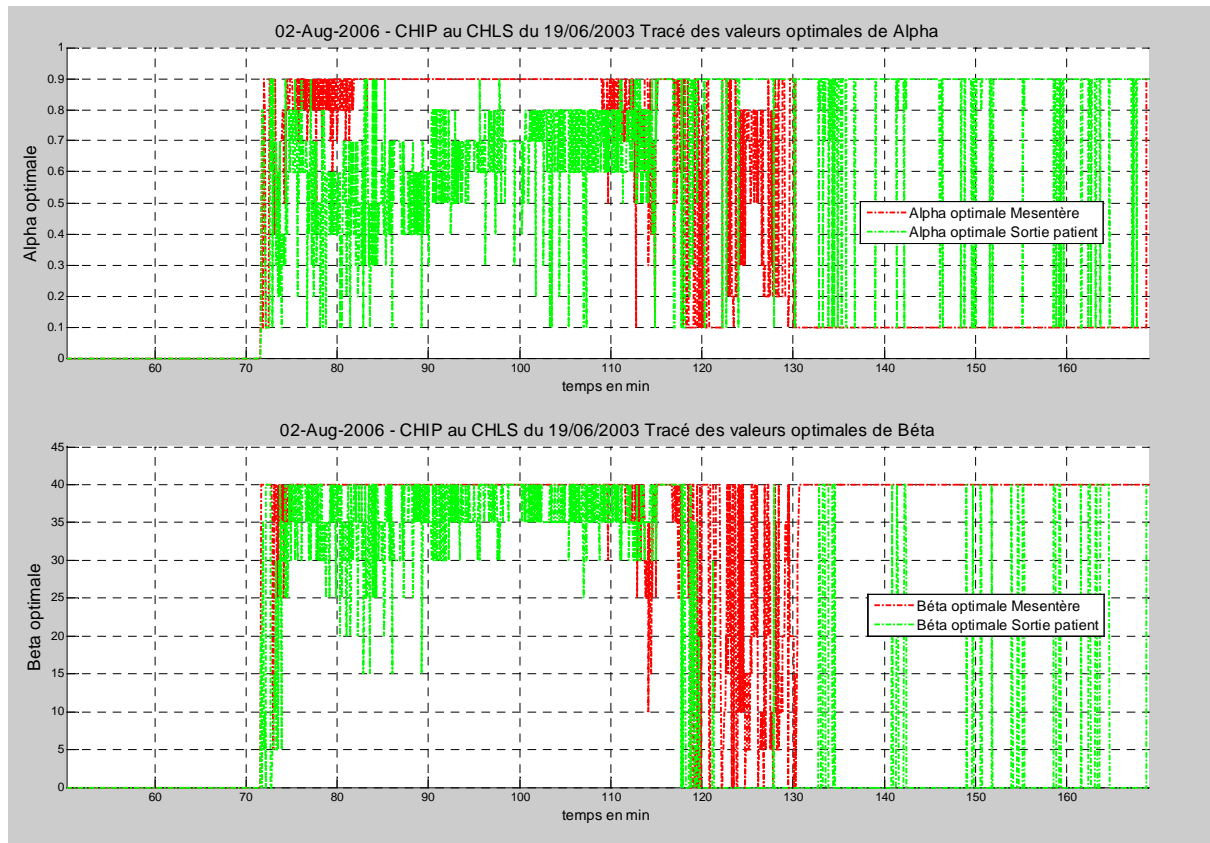 02-Aug-2006 - CHIP au CHLS du 19/06/2003 Tracé des valeurs optimales de Alpha
Alpha optimale
1
0.9
0.8
0.7
0.6
0.5
0.4
0.3
0.2
0.1
0
Alpha optimale Mesentère
Alpha optimale Sortie patient
60 70 80 90 100 110 120 130 140 150 160
temps en min
02-Aug-2006 - CHIP au CHLS du 19/06/2003 Tracé des valeurs optimales de Béta
Beta optimale
45
40
35
30
25
20
15
10
5
0
Béta optimale Mesentère
Béta optimale Sortie patient
60 70 80 90 100 110 120 130 140 150 160
temps en min